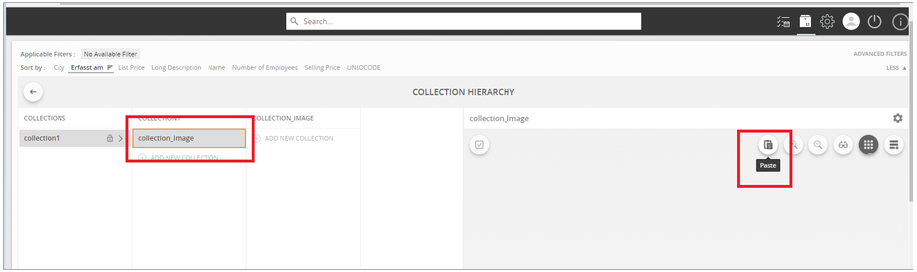 Search...
Applicable Filters : No Available Filter
ADVANCED FILTERS
Sort by : City Erfasst am List Price Long Description Name Number of Employees Selling Price UNLOCODE
LESS
COLLECTION HIERARCHY
COLLECTIONS COLLECTION1 COLLECTION_IMAGE collection_Image
collection1 collection_Image ADD NEW COLLECTION
ADD NEW COLLECTION
Paste